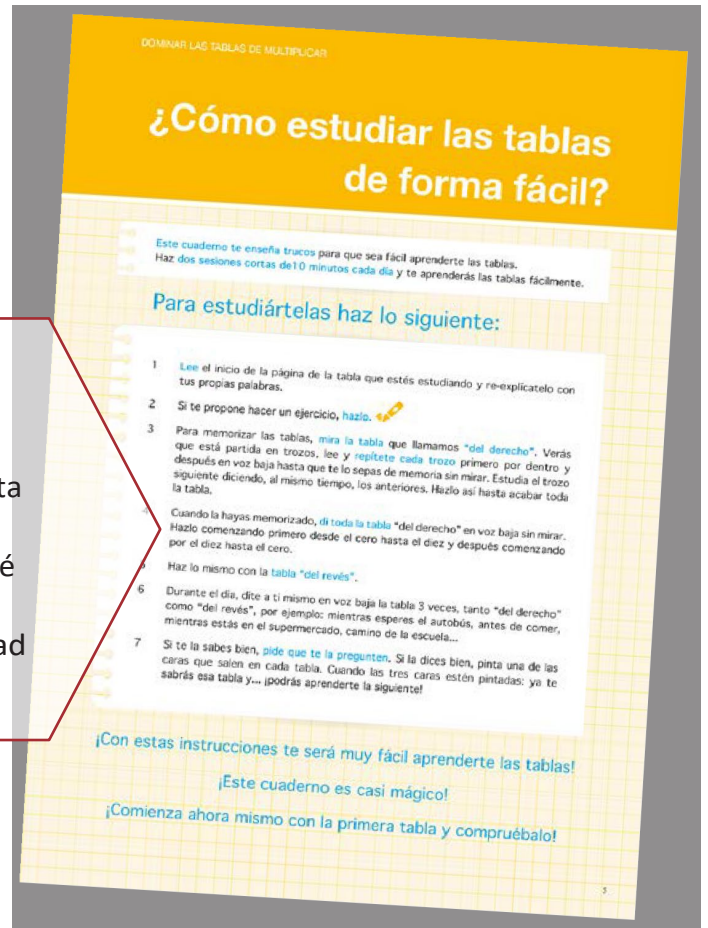 DOMINAR LAS TABLAS DE MULTIPLICAR
¿Cómo estudiar las tablas
de forma fácil?
Este cuaderno te enseña trucos para que sea fácil aprenderte las tablas.
Haz dos sesiones cortas de10 minutos cada día y te aprenderás las tablas fácilmente.
Para estudiártelas haz lo siguiente:
1 Lee el inicio de la página de la tabla que estés estudiando y re-explícatelo con
tus propias palabras.
2 Si te propone hacer un ejercicio, hazlo.
3 Para memorizar las tablas, mira la tabla que llamamos "del derecho". Verás
que está partida en trozos, lee y repítete cada trozo primero por dentro y
después en voz baja hasta que te lo sepas de memoria sin mirar. Estudia el trozo
siguiente diciendo, al mismo tiempo, los anteriores. Hazlo así hasta acabar toda
la tabla.
4 Cuando la hayas memorizado, di toda la tabla "del derecho" en voz baja sin mirar.
Hazlo comenzando primero desde el cero hasta el diez y después comenzando
por el diez hasta el cero.
5 Haz lo mismo con la tabla "del revés".
6 Durante el día, dite a ti mismo en voz baja la tabla 3 veces, tanto "del derecho"
como "del revés", por ejemplo: mientras esperes el autobús, antes de comer,
mientras estás en el supermercado, camino de la escuela...
7 Si te la sabes bien, pide que te la pregunten. Si la dices bien, pinta una de las
caras que salen en cada tabla. Cuando las tres caras estén pintadas: ya te
sabrás esa tabla y... ¡podrás aprenderte la siguiente!
¡Con estas instrucciones te será muy fácil aprenderte las tablas!
¡Este cuaderno es casi mágico!
¡Comienza ahora mismo con la primera tabla y compruébalo!
ta
é
ad